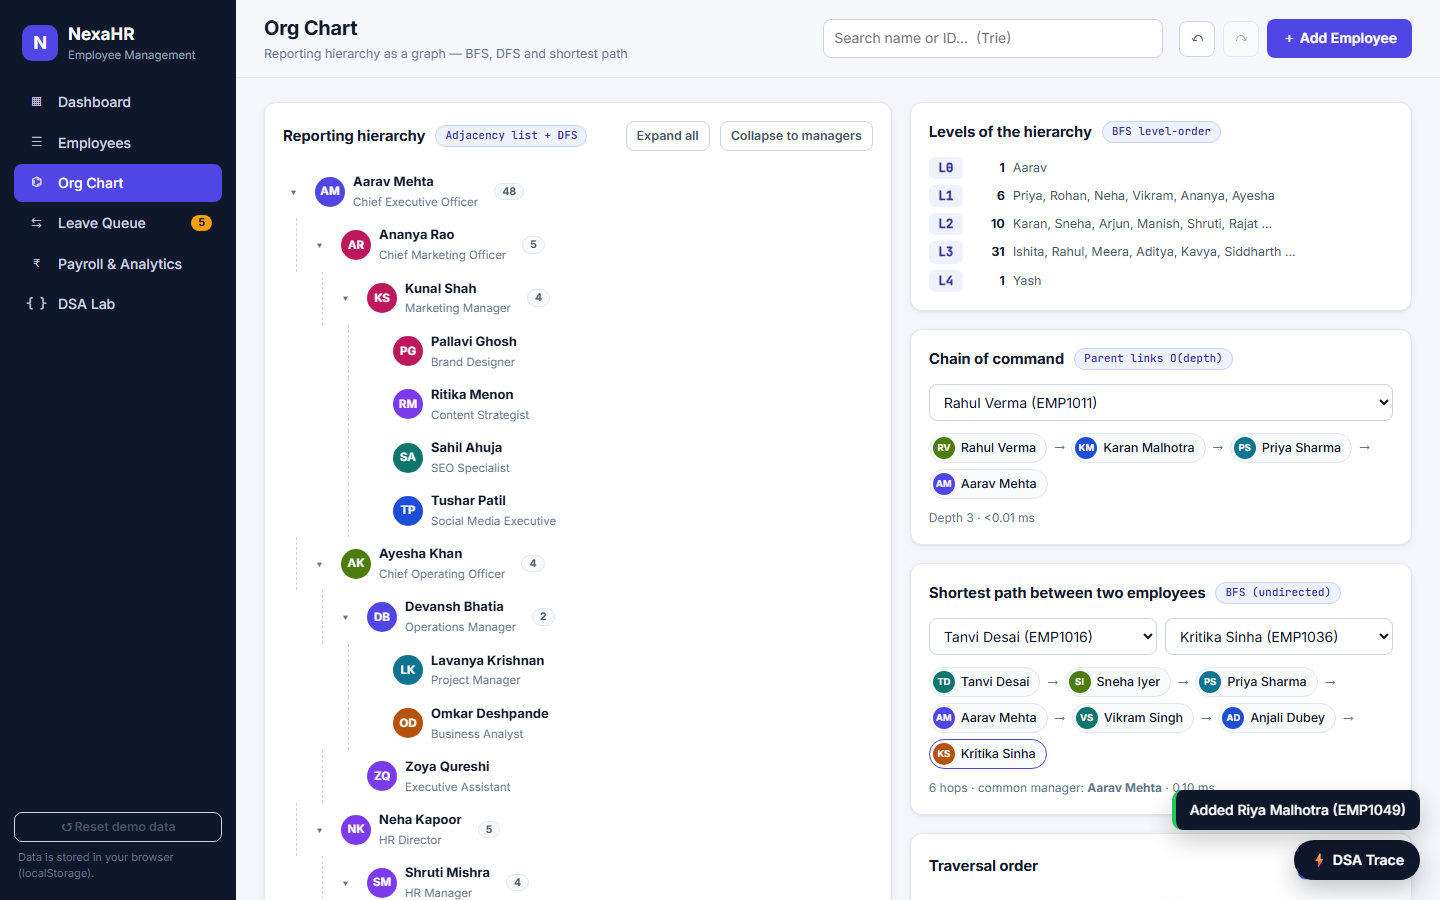 N
NexaHR
Employee Management
Dashboard
Employees
Org Chart
Leave Queue
5
₹ Payroll & Analytics
{ } DSA Lab
↺ Reset demo data
Data is stored in your browser
(localStorage).
Org Chart
Reporting hierarchy as a graph — BFS, DFS and shortest path
Search name or ID... (Trie)
↶
↷
+ Add Employee
Reporting hierarchy
Adjacency list + DFS
Expand all
Collapse to managers
▾ AM Aarav Mehta 48
Chief Executive Officer
▾ AR Ananya Rao 5
Chief Marketing Officer
▾ KS Kunal Shah 4
Marketing Manager
PG Pallavi Ghosh
Brand Designer
RM Ritika Menon
Content Strategist
SA Sahil Ahuja
SEO Specialist
TP Tushar Patil
Social Media Executive
▾ AK Ayesha Khan 4
Chief Operating Officer
▾ DB Devansh Bhatia 2
Operations Manager
LK Lavanya Krishnan
Project Manager
OD Omkar Deshpande
Business Analyst
ZQ Zoya Qureshi
Executive Assistant
▾ NK Neha Kapoor 5
HR Director
▾ SM Shruti Mishra 4
HR Manager
Levels of the hierarchy
BFS level-order
L0 1 Aarav
L1 6 Priya, Rohan, Neha, Vikram, Ananya, Ayesha
L2 10 Karan, Sneha, Arjun, Manish, Shruti, Rajat ...
L3 31 Ishita, Rahul, Meera, Aditya, Kavya, Siddharth ...
L4 1 Yash
Chain of command
Parent links O(depth)
Rahul Verma (EMP1011)
RV Rahul Verma → KM Karan Malhotra → PS Priya Sharma →
AM Aarav Mehta
Depth 3 · <0.01 ms
Shortest path between two employees
BFS (undirected)
Tanvi Desai (EMP1016)
Kritika Sinha (EMP1036)
TD Tanvi Desai → SI Sneha Iyer → PS Priya Sharma →
AM Aarav Mehta → VS Vikram Singh → AD Anjali Dubey →
KS Kritika Sinha
6 hops · common manager: Aarav Mehta · 0.10 ms
Added Riya Malhotra (EMP1049)
DSA Trace
Traversal order